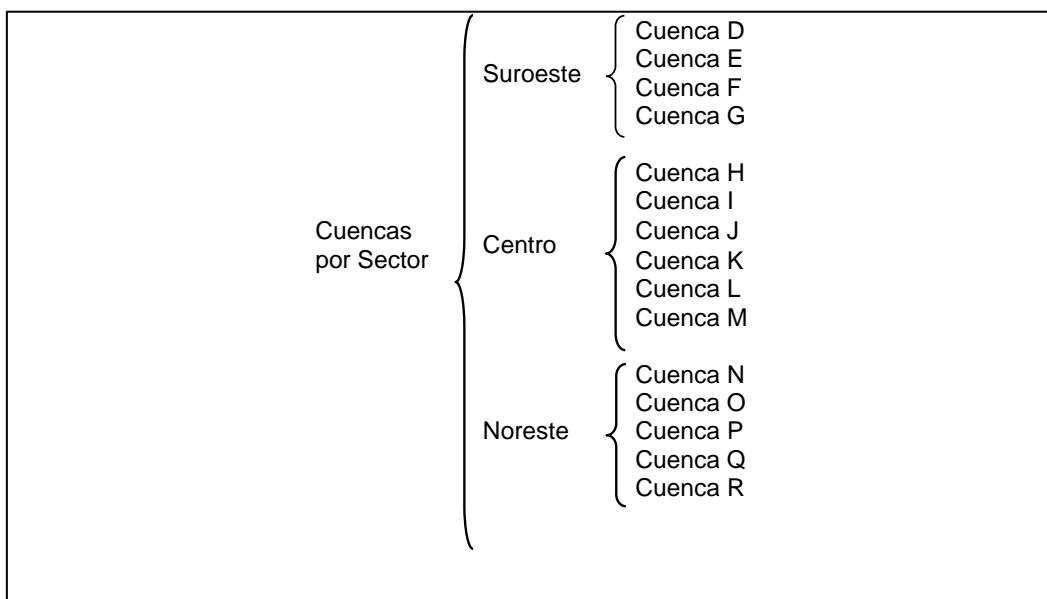 Cuencas
por Sector
Suroeste
Cuenca D
Cuenca E
Cuenca F
Cuenca G
Centro
Cuenca H
Cuenca I
Cuenca J
Cuenca K
Cuenca L
Cuenca M
Noreste
Cuenca N
Cuenca O
Cuenca P
Cuenca Q
Cuenca R